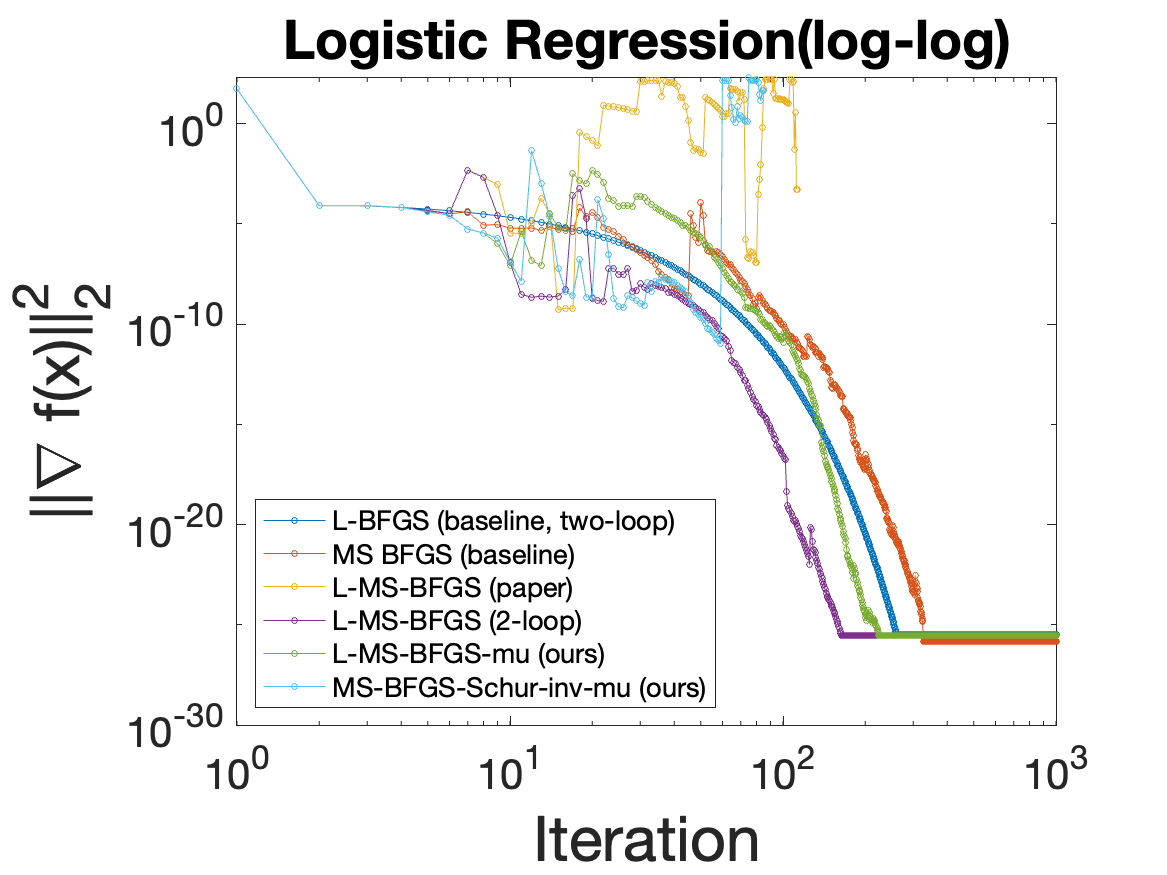 Logistic Regression(log-log)
10^0
10^-10
10^-20
10^-30
||∇ f(x)||_2^2
L-BFGS (baseline, two-loop)
MS BFGS (baseline)
L-MS-BFGS (paper)
L-MS-BFGS (2-loop)
L-MS-BFGS-mu (ours)
MS-BFGS-Schur-inv-mu (ours)
10^0 10^1 10^2 10^3
Iteration